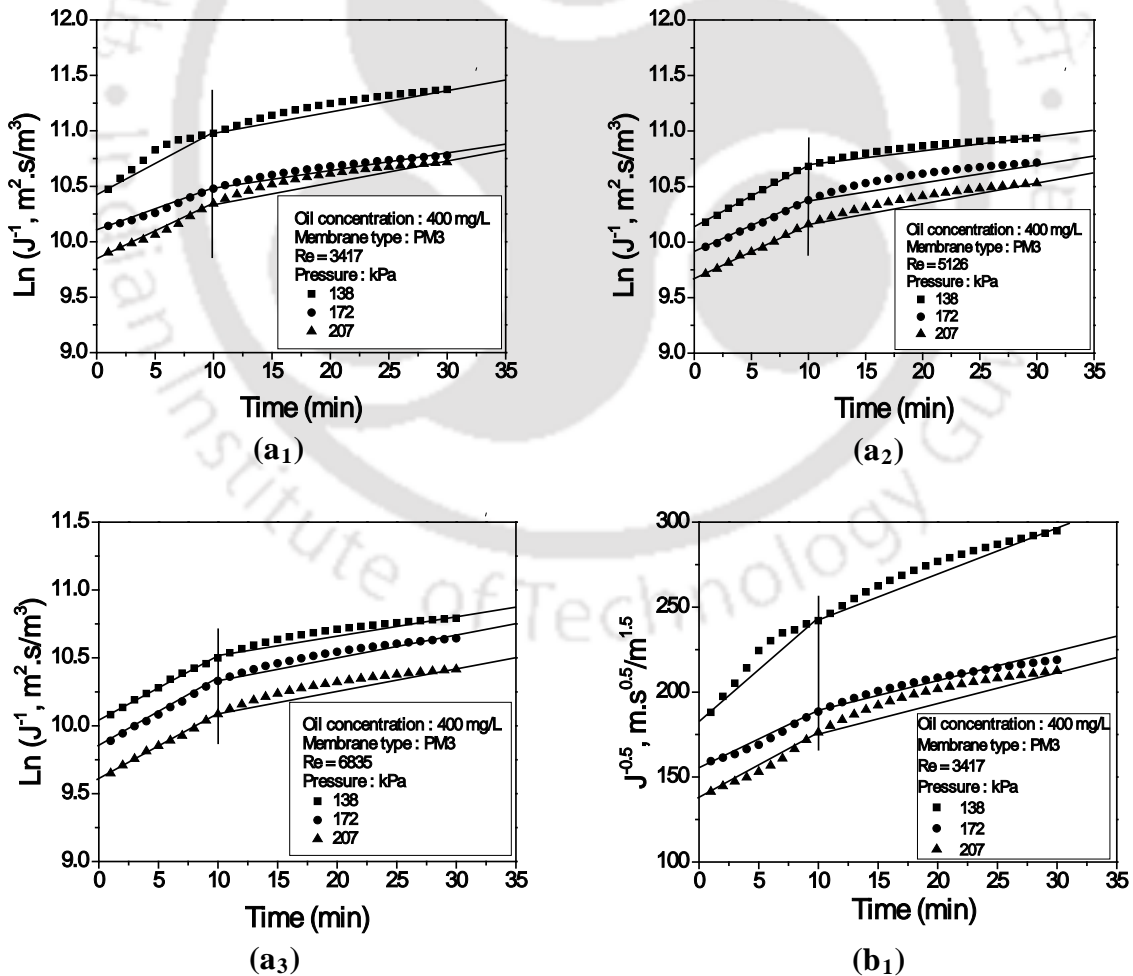 12.0
11.5
11.0
10.5
10.0
9.5
9.0
Ln (J⁻¹, m².s/m³)
Oil concentration : 400 mg/L
Membrane type : PM3
Re = 3417
Pressure : kPa
138
172
207
0 5 10 15 20 25 30 35
Time (min)
(a₁)
12.0
11.5
11.0
10.5
10.0
9.5
9.0
Ln (J⁻¹, m².s/m³)
Oil concentration : 400 mg/L
Membrane type : PM3
Re = 5126
Pressure : kPa
138
172
207
0 5 10 15 20 25 30 35
Time (min)
(a₂)
11.5
11.0
10.5
10.0
9.5
9.0
Ln (J⁻¹, m².s/m³)
Oil concentration : 400 mg/L
Membrane type : PM3
Re = 6835
Pressure : kPa
138
172
207
0 5 10 15 20 25 30 35
Time (min)
(a₃)
300
250
200
150
100
J⁻⁰·⁵, m.s⁰·⁵/m¹·⁵
Oil concentration : 400 mg/L
Membrane type : PM3
Re = 3417
Pressure : kPa
138
172
207
0 5 10 15 20 25 30 35
Time (min)
(b₁)
Indian Institute of Technology